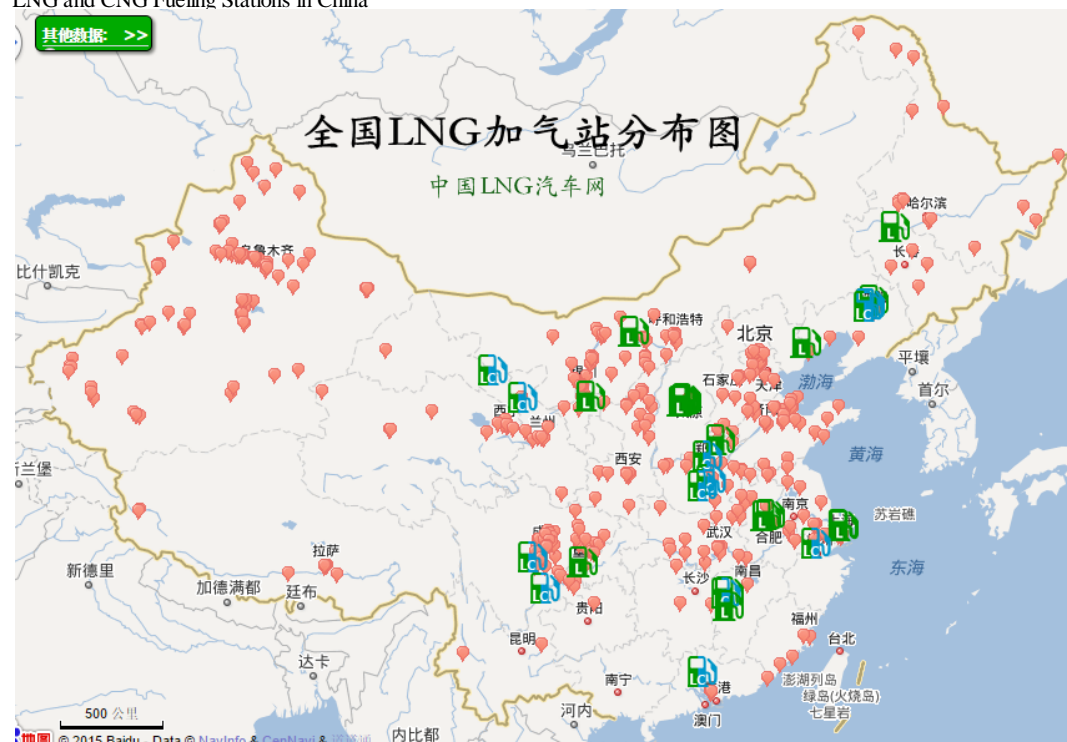 LNG and CNG Fueling Stations in China
其他数据: >>
全国LNG加气站分布图
乌兰巴托
中国LNG汽车网
哈尔滨
乌鲁木齐
比什凯克
呼和浩特
北京
平壤
渤海
首尔
石家庄
天津
兰州
西安
黄海
南京
苏岩礁
武汉
合肥
拉萨
新德里
东海
加德满都
廷布
长沙
南昌
贵阳
福州
昆明
台北
达卡
南宁
澎湖列岛
绿岛(火烧岛)
七星岩
港
河内
澳门
500 公里
内比都
地图 © 2015 Baidu - Data © NavInfo & CenNavi & 道道通
L
LC